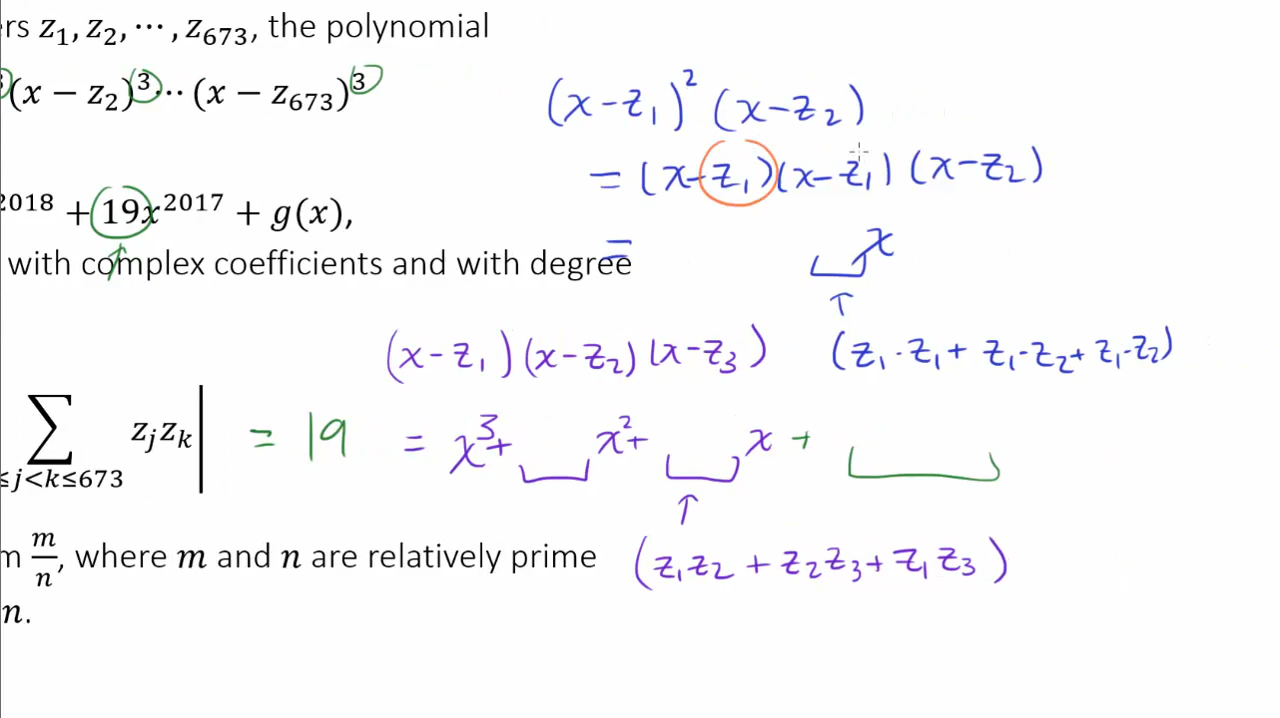 ers z₁, z₂, ⋯, z₆₇₃, the polynomial
(x − z₂)³ ⋯ (x − z₆₇₃)³
(x-z₁)² (x-z₂)
= (x-z₁)(x-z₁) (x-z₂)
2018 + 19x²⁰¹⁷ + g(x),
= x
with complex coefficients and with degree
↑
(x-z₁)(x-z₂)(x-z₃)
(z₁·z₁ + z₁·z₂ + z₁·z₂)
∑ zⱼzₖ| = 19
≤j<k≤673
= x³ + x² + x +
↑
m m/n, where m and n are relatively prime
(z₁z₂ + z₂z₃ + z₁z₃)
n.